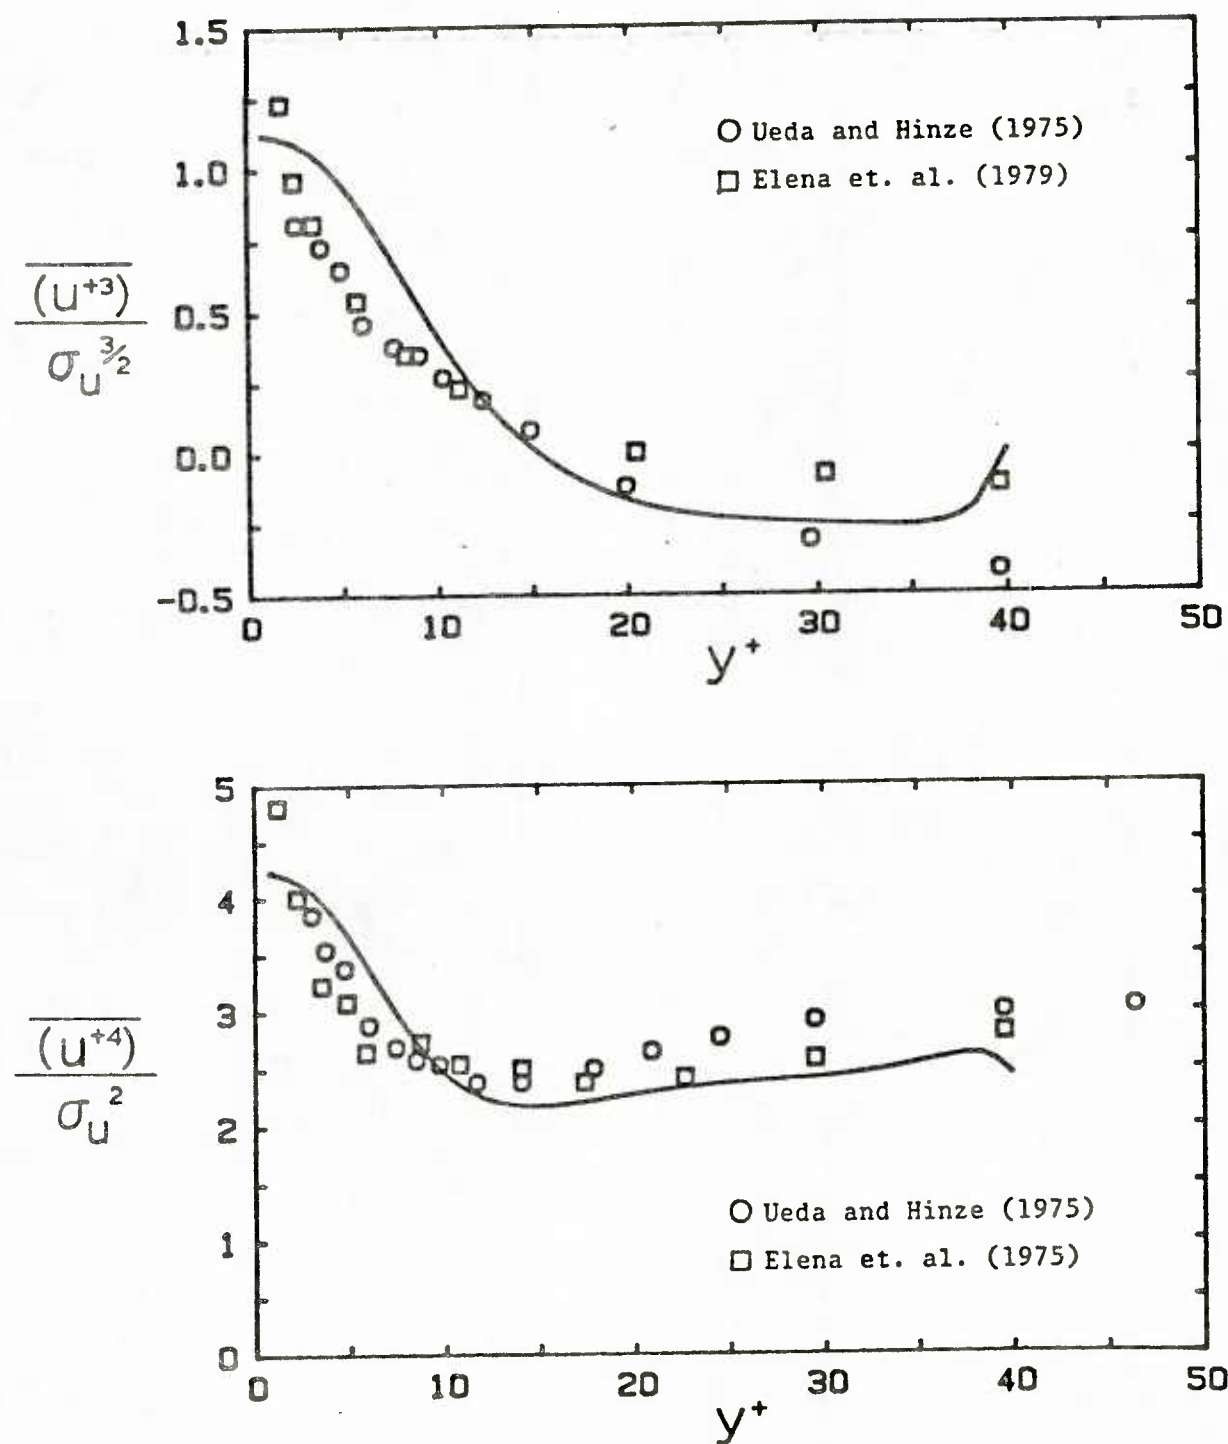 1.5
1.0
0.5
0.0
-0.5
(u⁺³)
σᵤ^3/2
○ Ueda and Hinze (1975)
□ Elena et. al. (1979)
0 10 20 30 40 50
y⁺
5
4
3
2
1
0
(u⁺⁴)
σᵤ²
○ Ueda and Hinze (1975)
□ Elena et. al. (1975)
0 10 20 30 40 50
y⁺